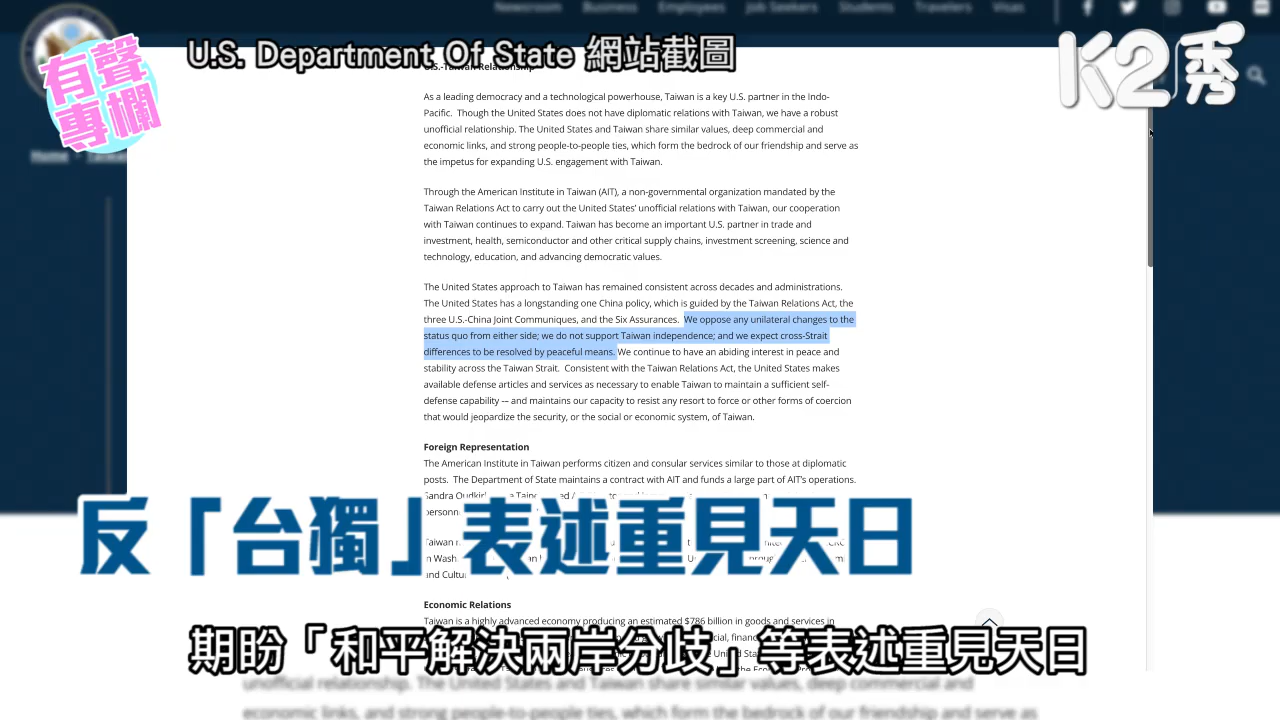 Newsroom Business Employees Job Seekers Students Travelers Visas
U.S. Department Of State 網站截圖
有聲
專欄
K2秀
U.S.-Taiwan Relationship
Home
As a leading democracy and a technological powerhouse, Taiwan is a key U.S. partner in the Indo-
Pacific. Though the United States does not have diplomatic relations with Taiwan, we have a robust
unofficial relationship. The United States and Taiwan share similar values, deep commercial and
economic links, and strong people-to-people ties, which form the bedrock of our friendship and serve as
the impetus for expanding U.S. engagement with Taiwan.
Through the American Institute in Taiwan (AIT), a non-governmental organization mandated by the
Taiwan Relations Act to carry out the United States’ unofficial relations with Taiwan, our cooperation
with Taiwan continues to expand. Taiwan has become an important U.S. partner in trade and
investment, health, semiconductor and other critical supply chains, investment screening, science and
technology, education, and advancing democratic values.
The United States approach to Taiwan has remained consistent across decades and administrations.
The United States has a longstanding one China policy, which is guided by the Taiwan Relations Act, the
three U.S.-China Joint Communiques, and the Six Assurances. We oppose any unilateral changes to the
status quo from either side; we do not support Taiwan independence; and we expect cross-Strait
differences to be resolved by peaceful means. We continue to have an abiding interest in peace and
stability across the Taiwan Strait. Consistent with the Taiwan Relations Act, the United States makes
available defense articles and services as necessary to enable Taiwan to maintain a sufficient self-
defense capability -– and maintains our capacity to resist any resort to force or other forms of coercion
that would jeopardize the security, or the social or economic system, of Taiwan.
Foreign Representation
The American Institute in Taiwan performs citizen and consular services similar to those at diplomatic
posts. The Department of State maintains a contract with AIT and funds a large part of AIT’s operations.
Sandra
反「台獨」表述重見天日
Economic Relations
Taiwan is a highly advanced economy producing an estimated $786 billion in goods and services in
期盼「和平解決兩岸分歧」等表述重見天日
unofficial relationship. The United States and Taiwan share similar values, deep commercial and
economic links, and strong people-to-people ties, which form the bedrock of our friendship and serve as